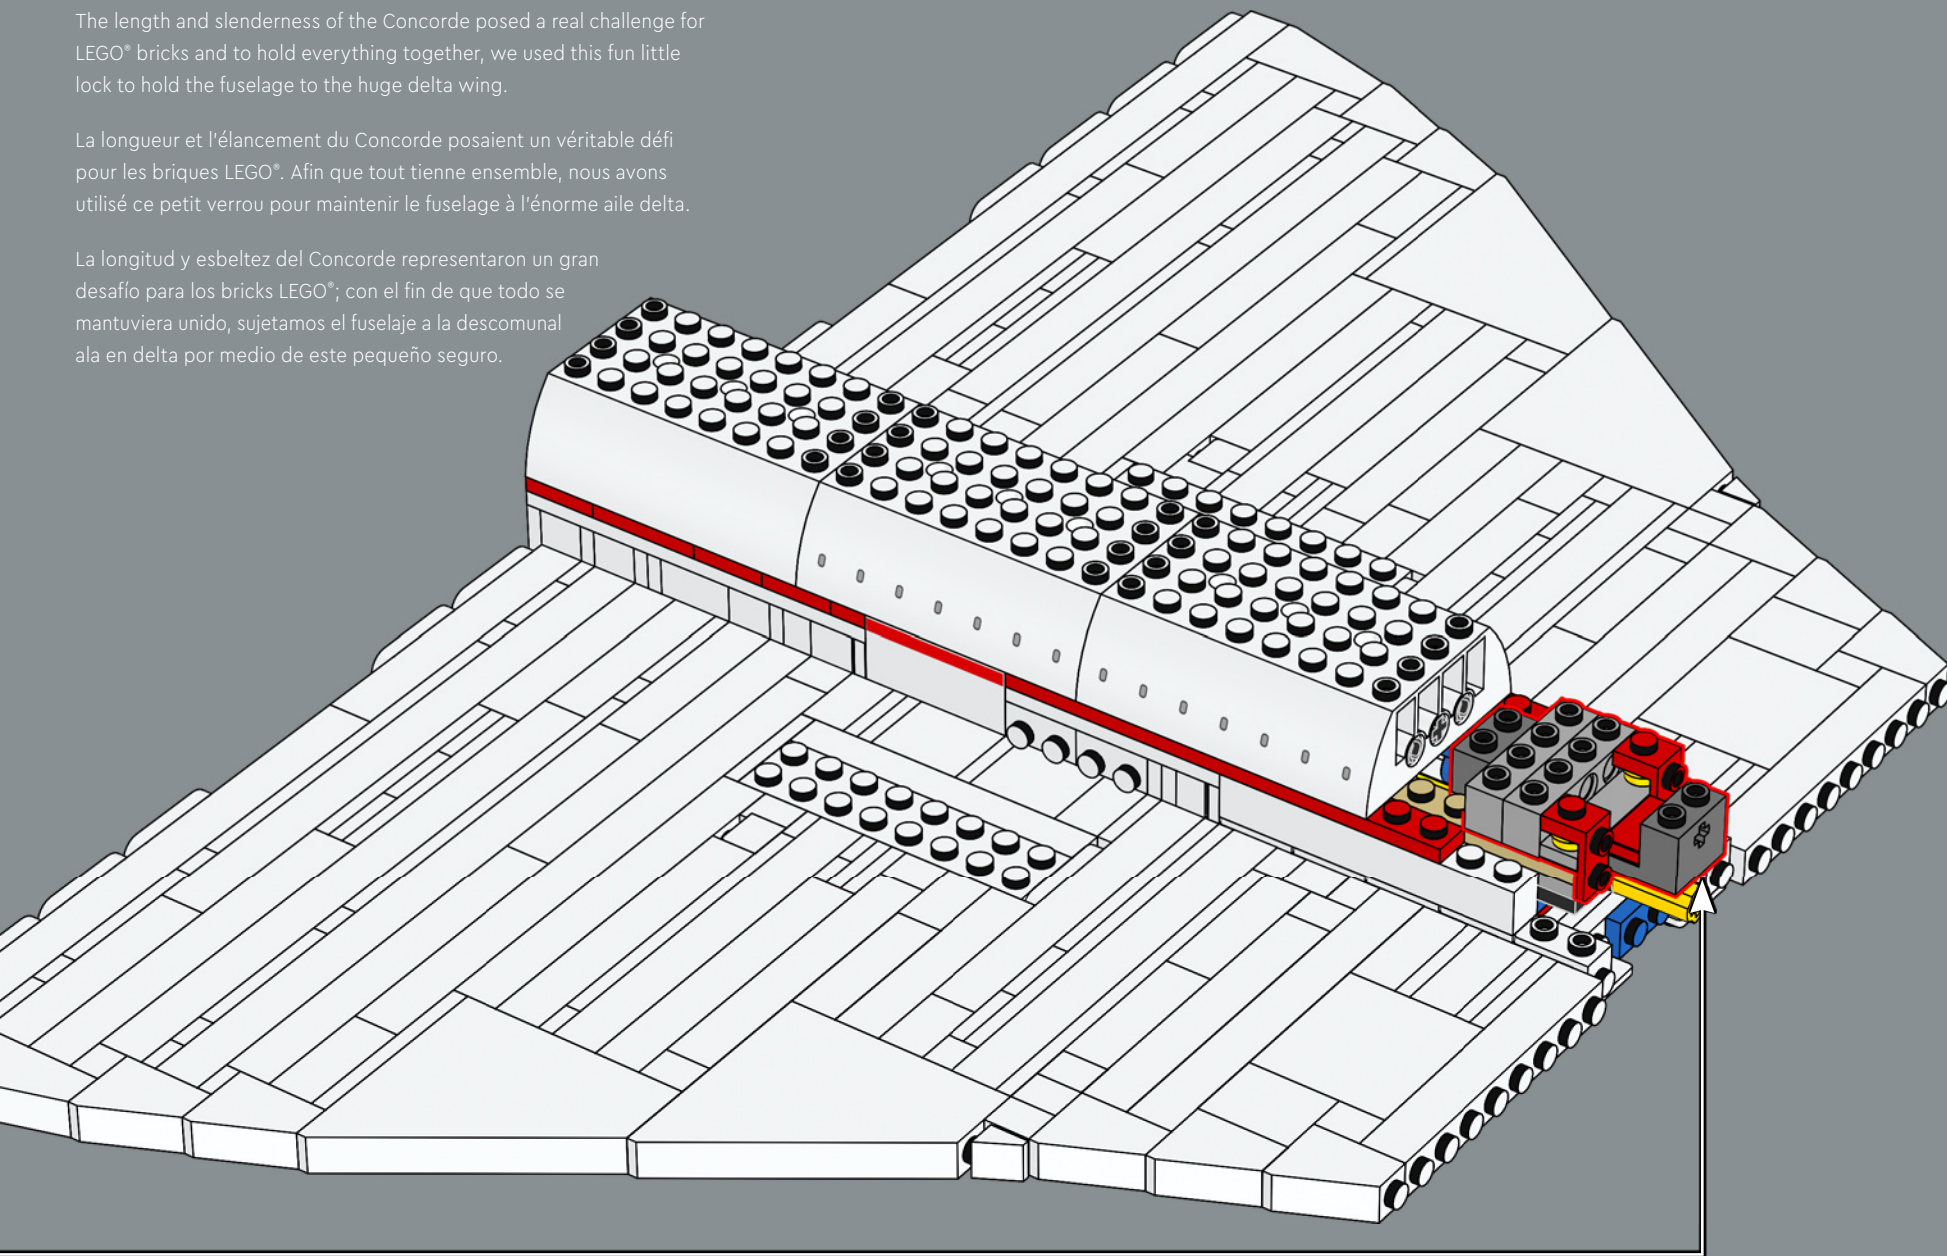 The length and slenderness of the Concorde posed a real challenge for
LEGO® bricks and to hold everything together, we used this fun little
lock to hold the fuselage to the huge delta wing.
La longueur et l'élancement du Concorde posaient un véritable défi
pour les briques LEGO®. Afin que tout tienne ensemble, nous avons
utilisé ce petit verrou pour maintenir le fuselage à l'énorme aile delta.
La longitud y esbeltez del Concorde representaron un gran
desafío para los bricks LEGO®; con el fin de que todo se
mantuviera unido, sujetamos el fuselaje a la descomunal
ala en delta por medio de este pequeño seguro.